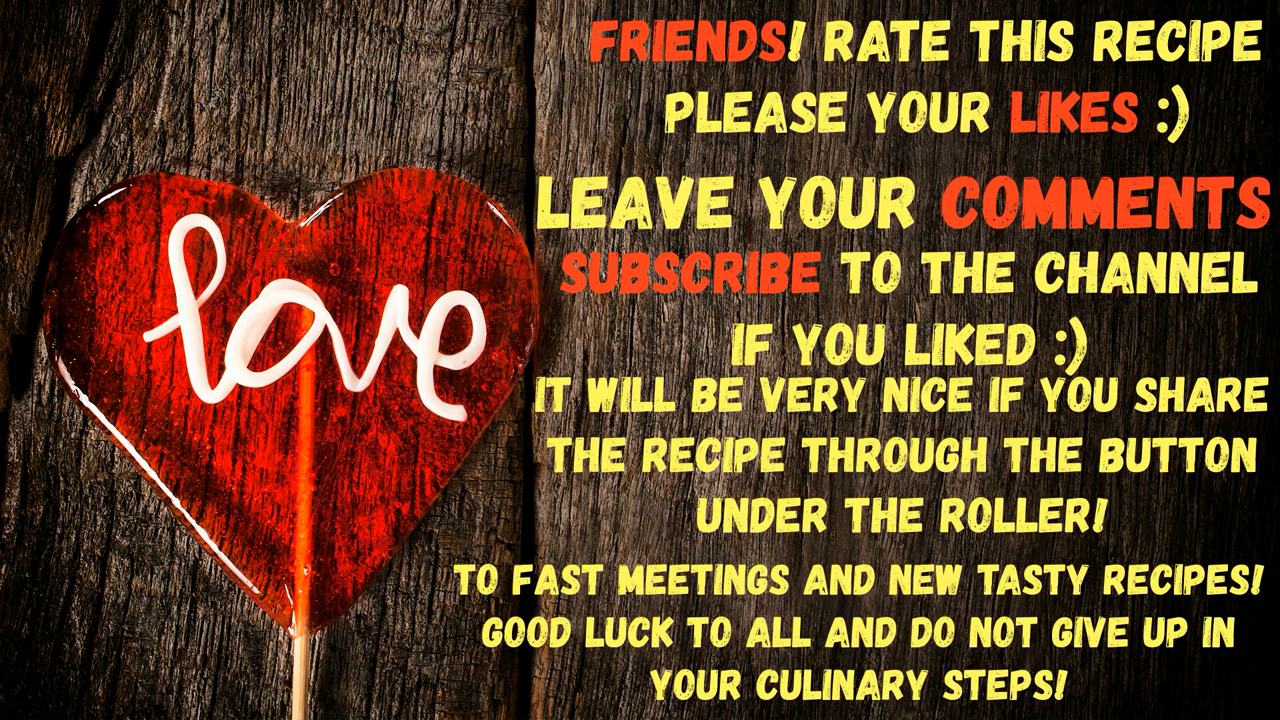 love
FRIENDS! RATE THIS RECIPE
PLEASE YOUR LIKES :)
LEAVE YOUR COMMENTS
SUBSCRIBE TO THE CHANNEL
IF YOU LIKED :)
IT WILL BE VERY NICE IF YOU SHARE
THE RECIPE THROUGH THE BUTTON
UNDER THE ROLLER!
TO FAST MEETINGS AND NEW TASTY RECIPES!
GOOD LUCK TO ALL AND DO NOT GIVE UP IN
YOUR CULINARY STEPS!